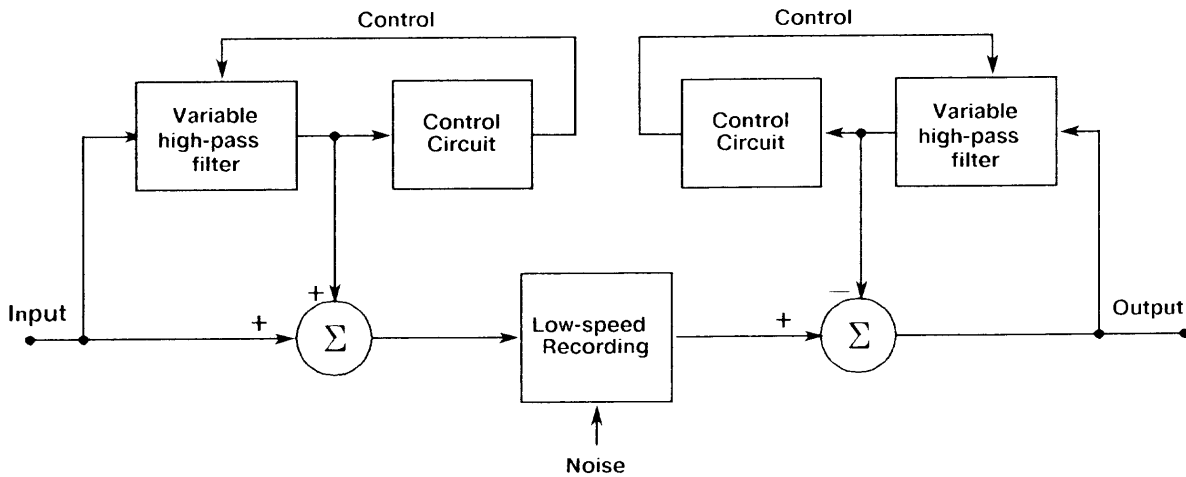 Control
Control
Variable
high-pass
filter
Control
Circuit
Control
Circuit
Variable
high-pass
filter
Input
+
+
Σ
Low-speed
Recording
+
−
Σ
Output
Noise